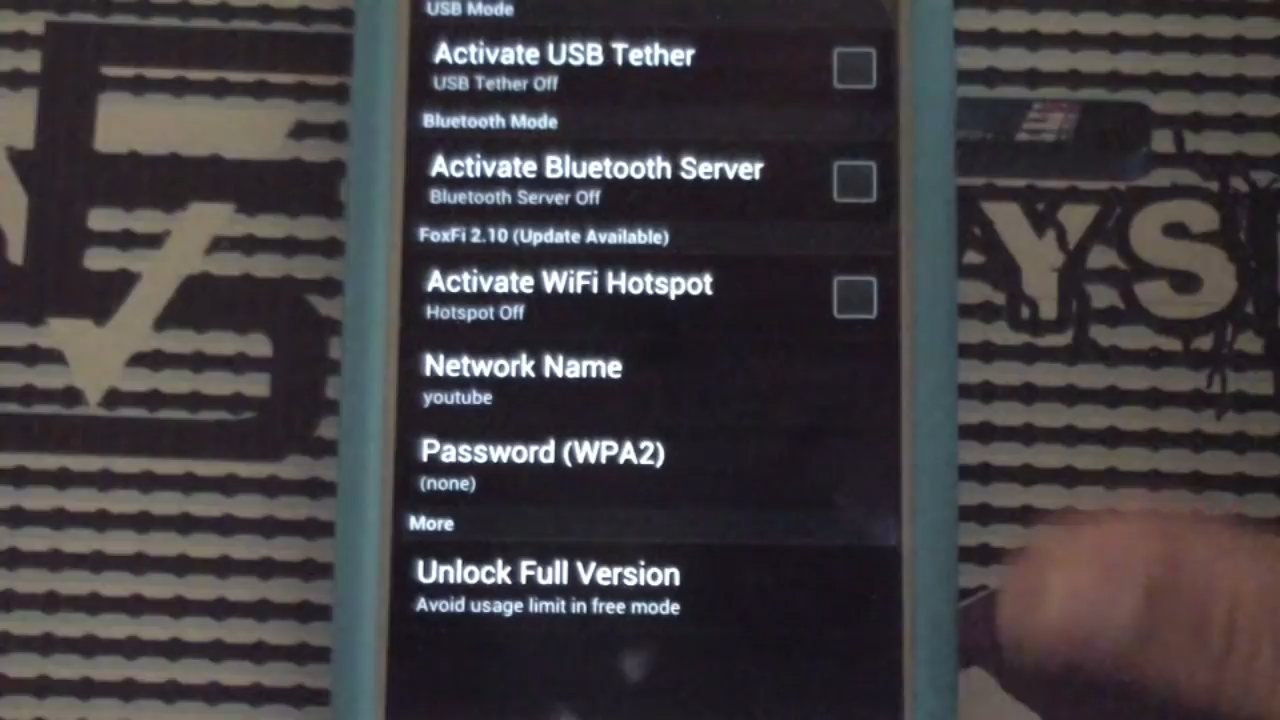 USB Mode
Activate USB Tether
USB Tether Off
Bluetooth Mode
Activate Bluetooth Server
Bluetooth Server Off
FoxFi 2.10 (Update Available)
Activate WiFi Hotspot
Hotspot Off
Network Name
youtube
Password (WPA2)
(none)
More
Unlock Full Version
Avoid usage limit in free mode
YS